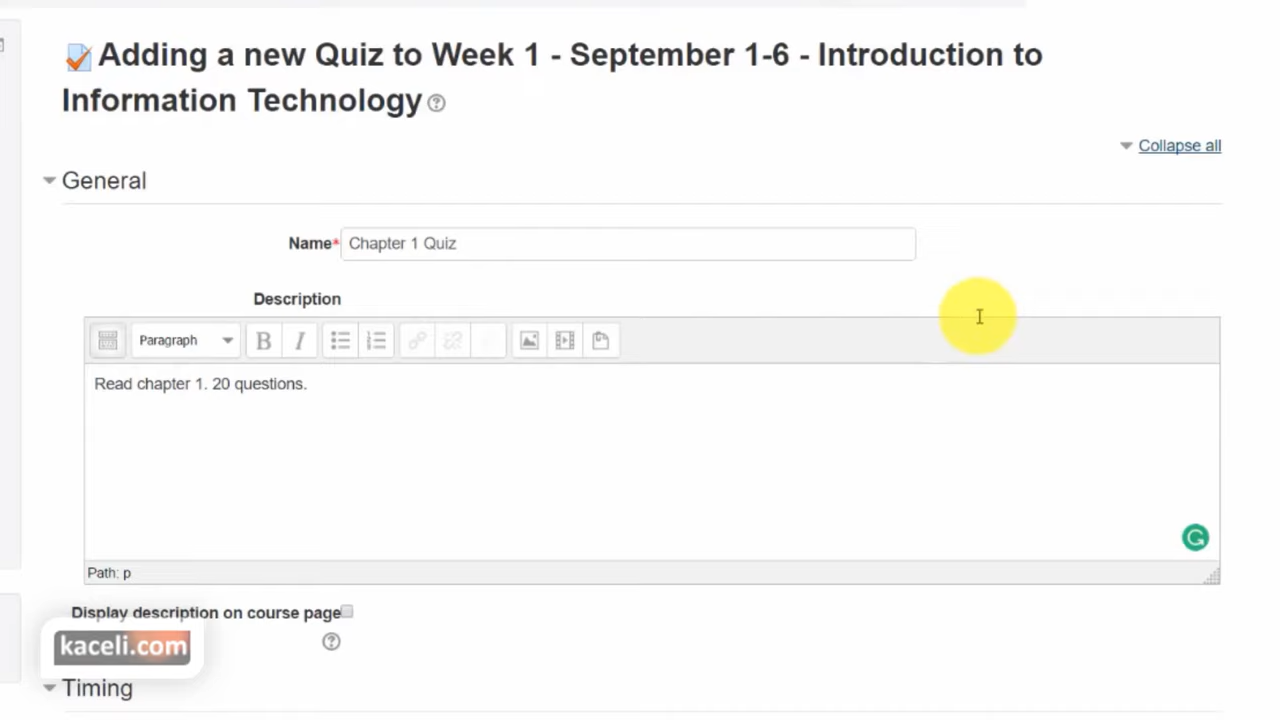 Adding a new Quiz to Week 1 - September 1-6 - Introduction to
Information Technology
Collapse all
General
Name* Chapter 1 Quiz
Description
Paragraph B I
Read chapter 1. 20 questions.
Path: p
Display description on course page
kaceli.com
Timing